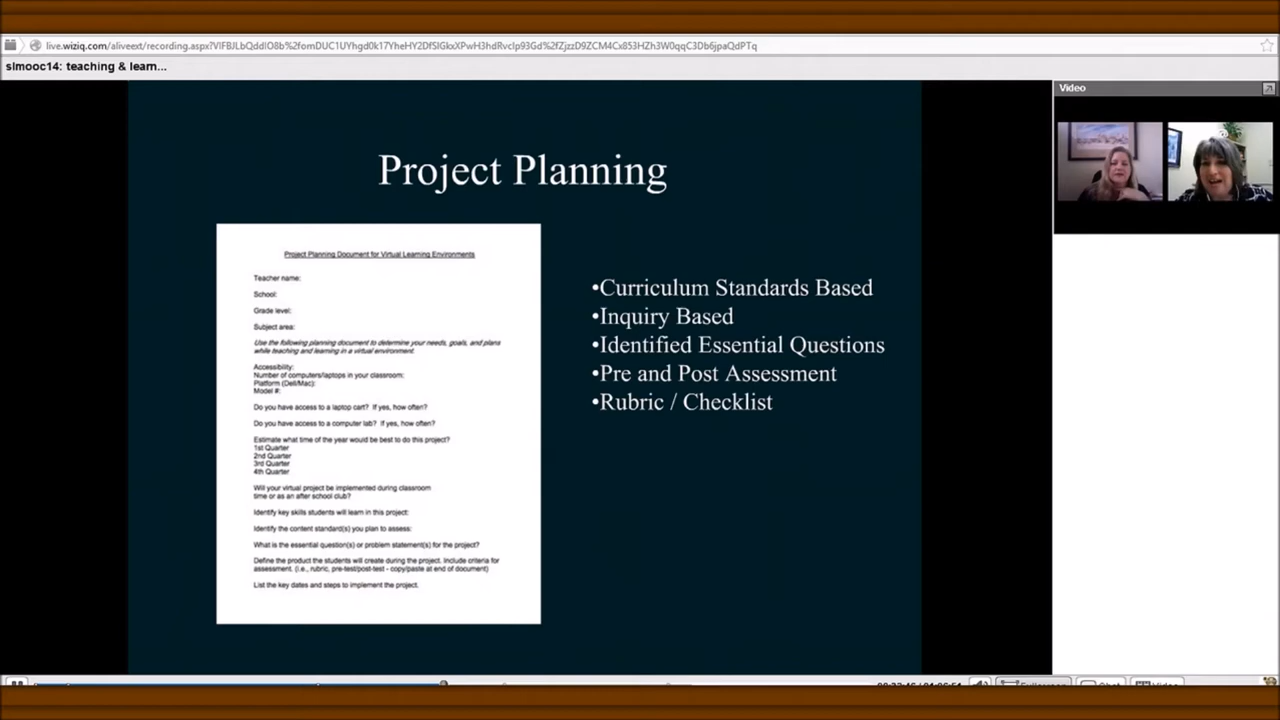 slmooc14: teaching & learn...
Video
Project Planning
Project Planning Document for Virtual Learning Environments
Teacher name:
School:
Grade level:
Subject area:
Use the following planning document to determine your needs, goals, and plans
while teaching and learning in a virtual environment.
Accessibility:
Number of computers/laptops in your classroom:
Platform (Dell/Mac):
Model #:
Do you have access to a laptop cart? If yes, how often?
Do you have access to a computer lab? If yes, how often?
Estimate what time of the year would be best to do this project?
1st Quarter
2nd Quarter
3rd Quarter
4th Quarter
Will your virtual project be implemented during classroom
time or as an after school club?
Identify key skills students will learn in this project:
Identify the content standard(s) you plan to assess:
What is the essential question(s) or problem statement(s) for the project?
Define the product the students will create during the project. Include criteria for
assessment. (i.e., rubric, pre-test/post-test - copy/paste at end of document)
List the key dates and steps to implement the project.
•Curriculum Standards Based
•Inquiry Based
•Identified Essential Questions
•Pre and Post Assessment
•Rubric / Checklist